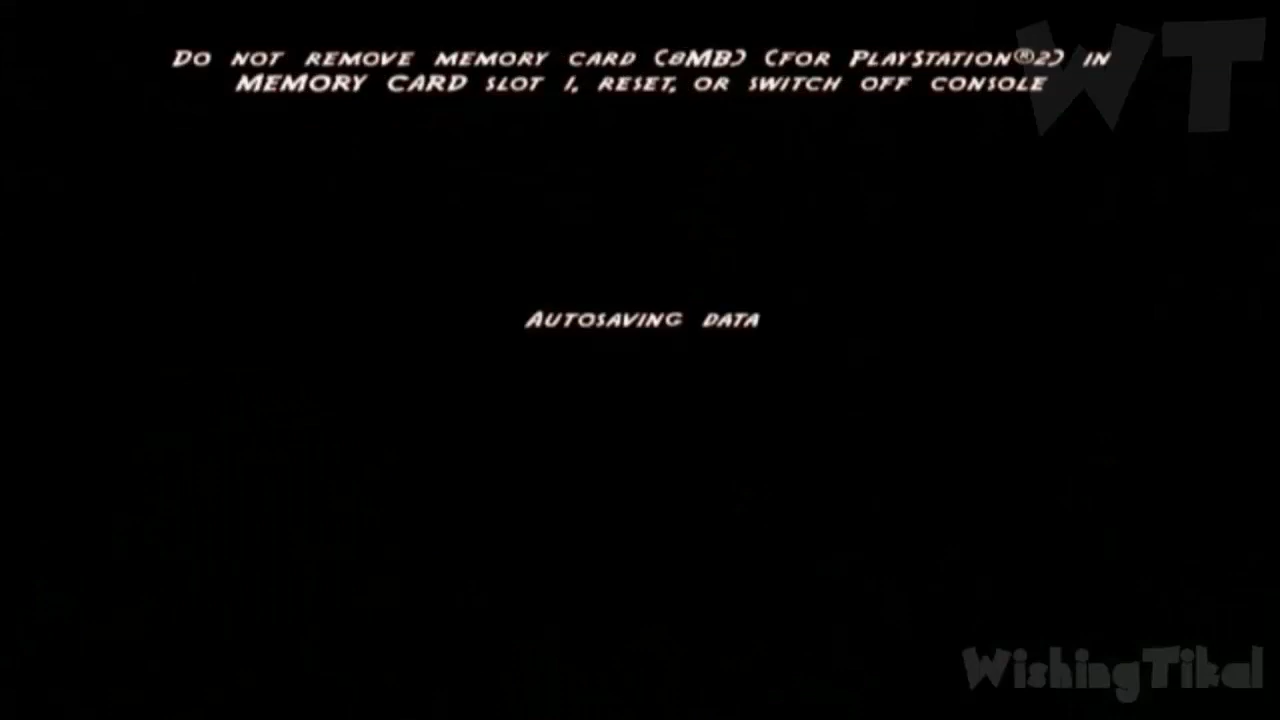 Do not remove memory card (8MB) (for PlayStation®2) in
MEMORY CARD slot 1, reset, or switch off console
WT
Autosaving data
WishingTikal